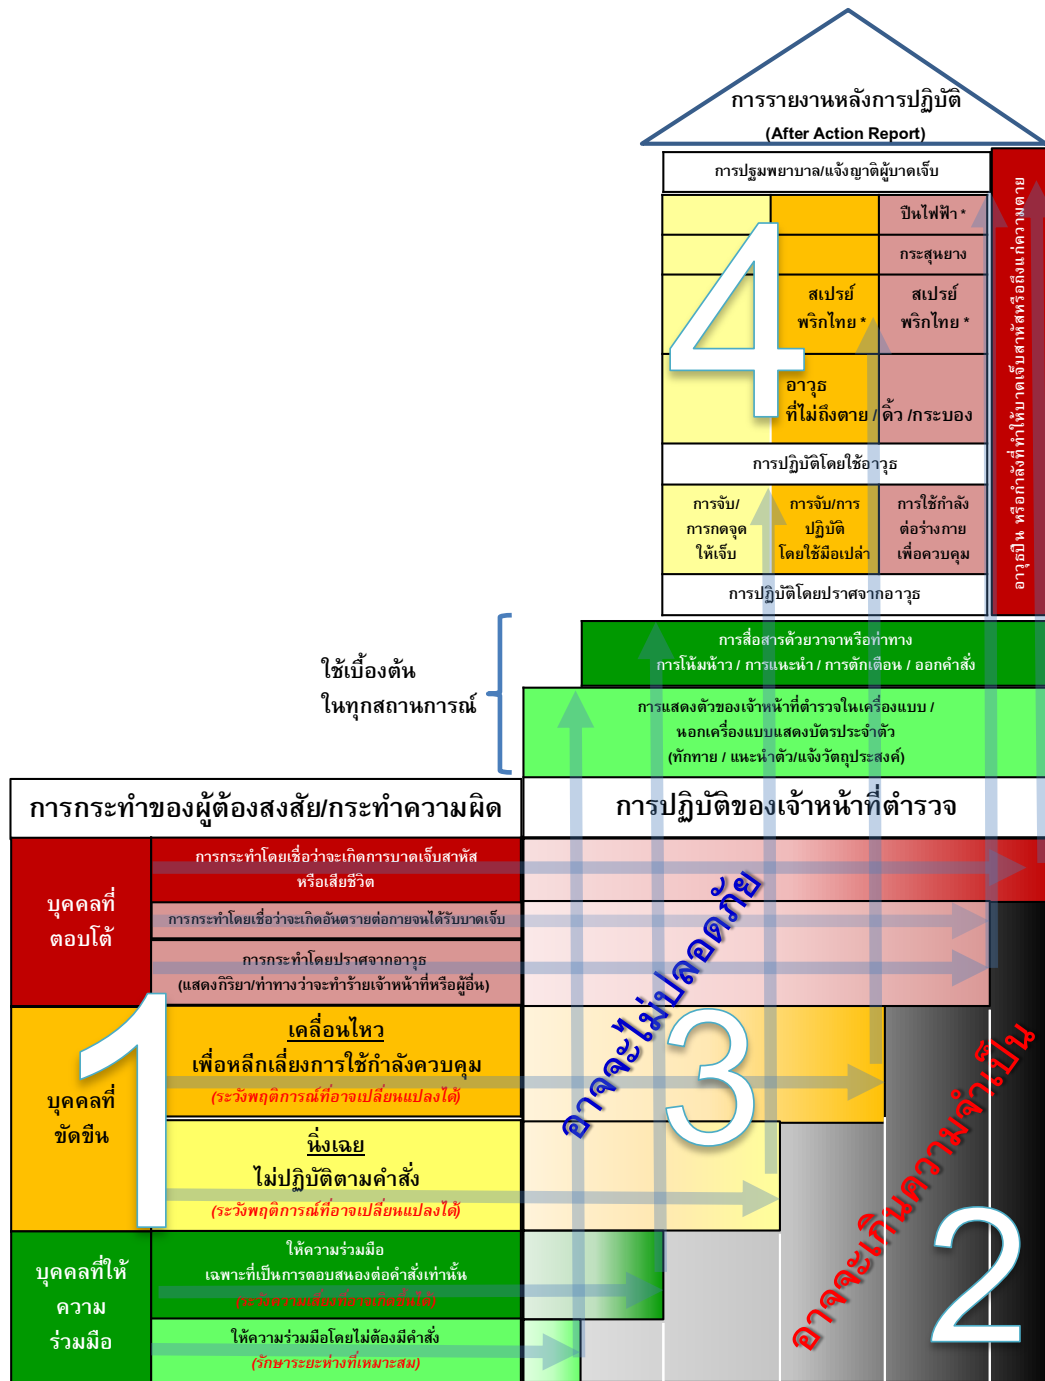 การรายงานหลังการปฏิบัติ
(After Action Report)
การปฐมพยาบาล/แจ้งญาติผู้บาดเจ็บ
ปืนไฟฟ้า *
กระสุนยาง
สเปรย์
พริกไทย *
สเปรย์
พริกไทย *
4
อาวุธ
ที่ไม่ถึงตาย / ดิ้ว /กระบอง
การปฏิบัติโดยใช้อาวุธ
การจับ/
การกดจุด
ให้เจ็บ
การจับ/การ
ปฏิบัติ
โดยใช้มือเปล่า
การใช้กำลัง
ต่อร่างกาย
เพื่อควบคุม
การปฏิบัติโดยปราศจากอาวุธ
อาวุธปืน หรือกำลังที่ทำให้บาดเจ็บสาหัสหรือถึงแก่ความตาย
การสื่อสารด้วยวาจาหรือท่าทาง
การโน้มน้าว / การแนะนำ / การตักเตือน / ออกคำสั่ง
ใช้เบื้องต้น
ในทุกสถานการณ์
การแสดงตัวของเจ้าหน้าที่ตำรวจในเครื่องแบบ /
นอกเครื่องแบบแสดงบัตรประจำตัว
(ทักทาย / แนะนำตัว/แจ้งวัตถุประสงค์)
การกระทำของผู้ต้องสงสัย/กระทำความผิด
การปฏิบัติของเจ้าหน้าที่ตำรวจ
บุคคลที่
ตอบโต้
การกระทำโดยเชื่อว่าจะเกิดการบาดเจ็บสาหัส
หรือเสียชีวิต
การกระทำโดยเชื่อว่าจะเกิดอันตรายต่อกายจนได้รับบาดเจ็บ
การกระทำโดยปราศจากอาวุธ
(แสดงกิริยา/ท่าทางว่าจะทำร้ายเจ้าหน้าที่หรือผู้อื่น)
1
บุคคลที่
ขัดขืน
เคลื่อนไหว
เพื่อหลีกเลี่ยงการใช้กำลังควบคุม
(ระวังพฤติการณ์ที่อาจเปลี่ยนแปลงได้)
นิ่งเฉย
ไม่ปฏิบัติตามคำสั่ง
(ระวังพฤติการณ์ที่อาจเปลี่ยนแปลงได้)
บุคคลที่ให้
ความ
ร่วมมือ
ให้ความร่วมมือ
เฉพาะที่เป็นการตอบสนองต่อคำสั่งเท่านั้น
(ระวังความเสี่ยงที่อาจเกิดขึ้นได้)
ให้ความร่วมมือโดยไม่ต้องมีคำสั่ง
(รักษาระยะห่างที่เหมาะสม)
อาจจะไม่ปลอดภัย
3
อาจจะเกินความจำเป็น
2